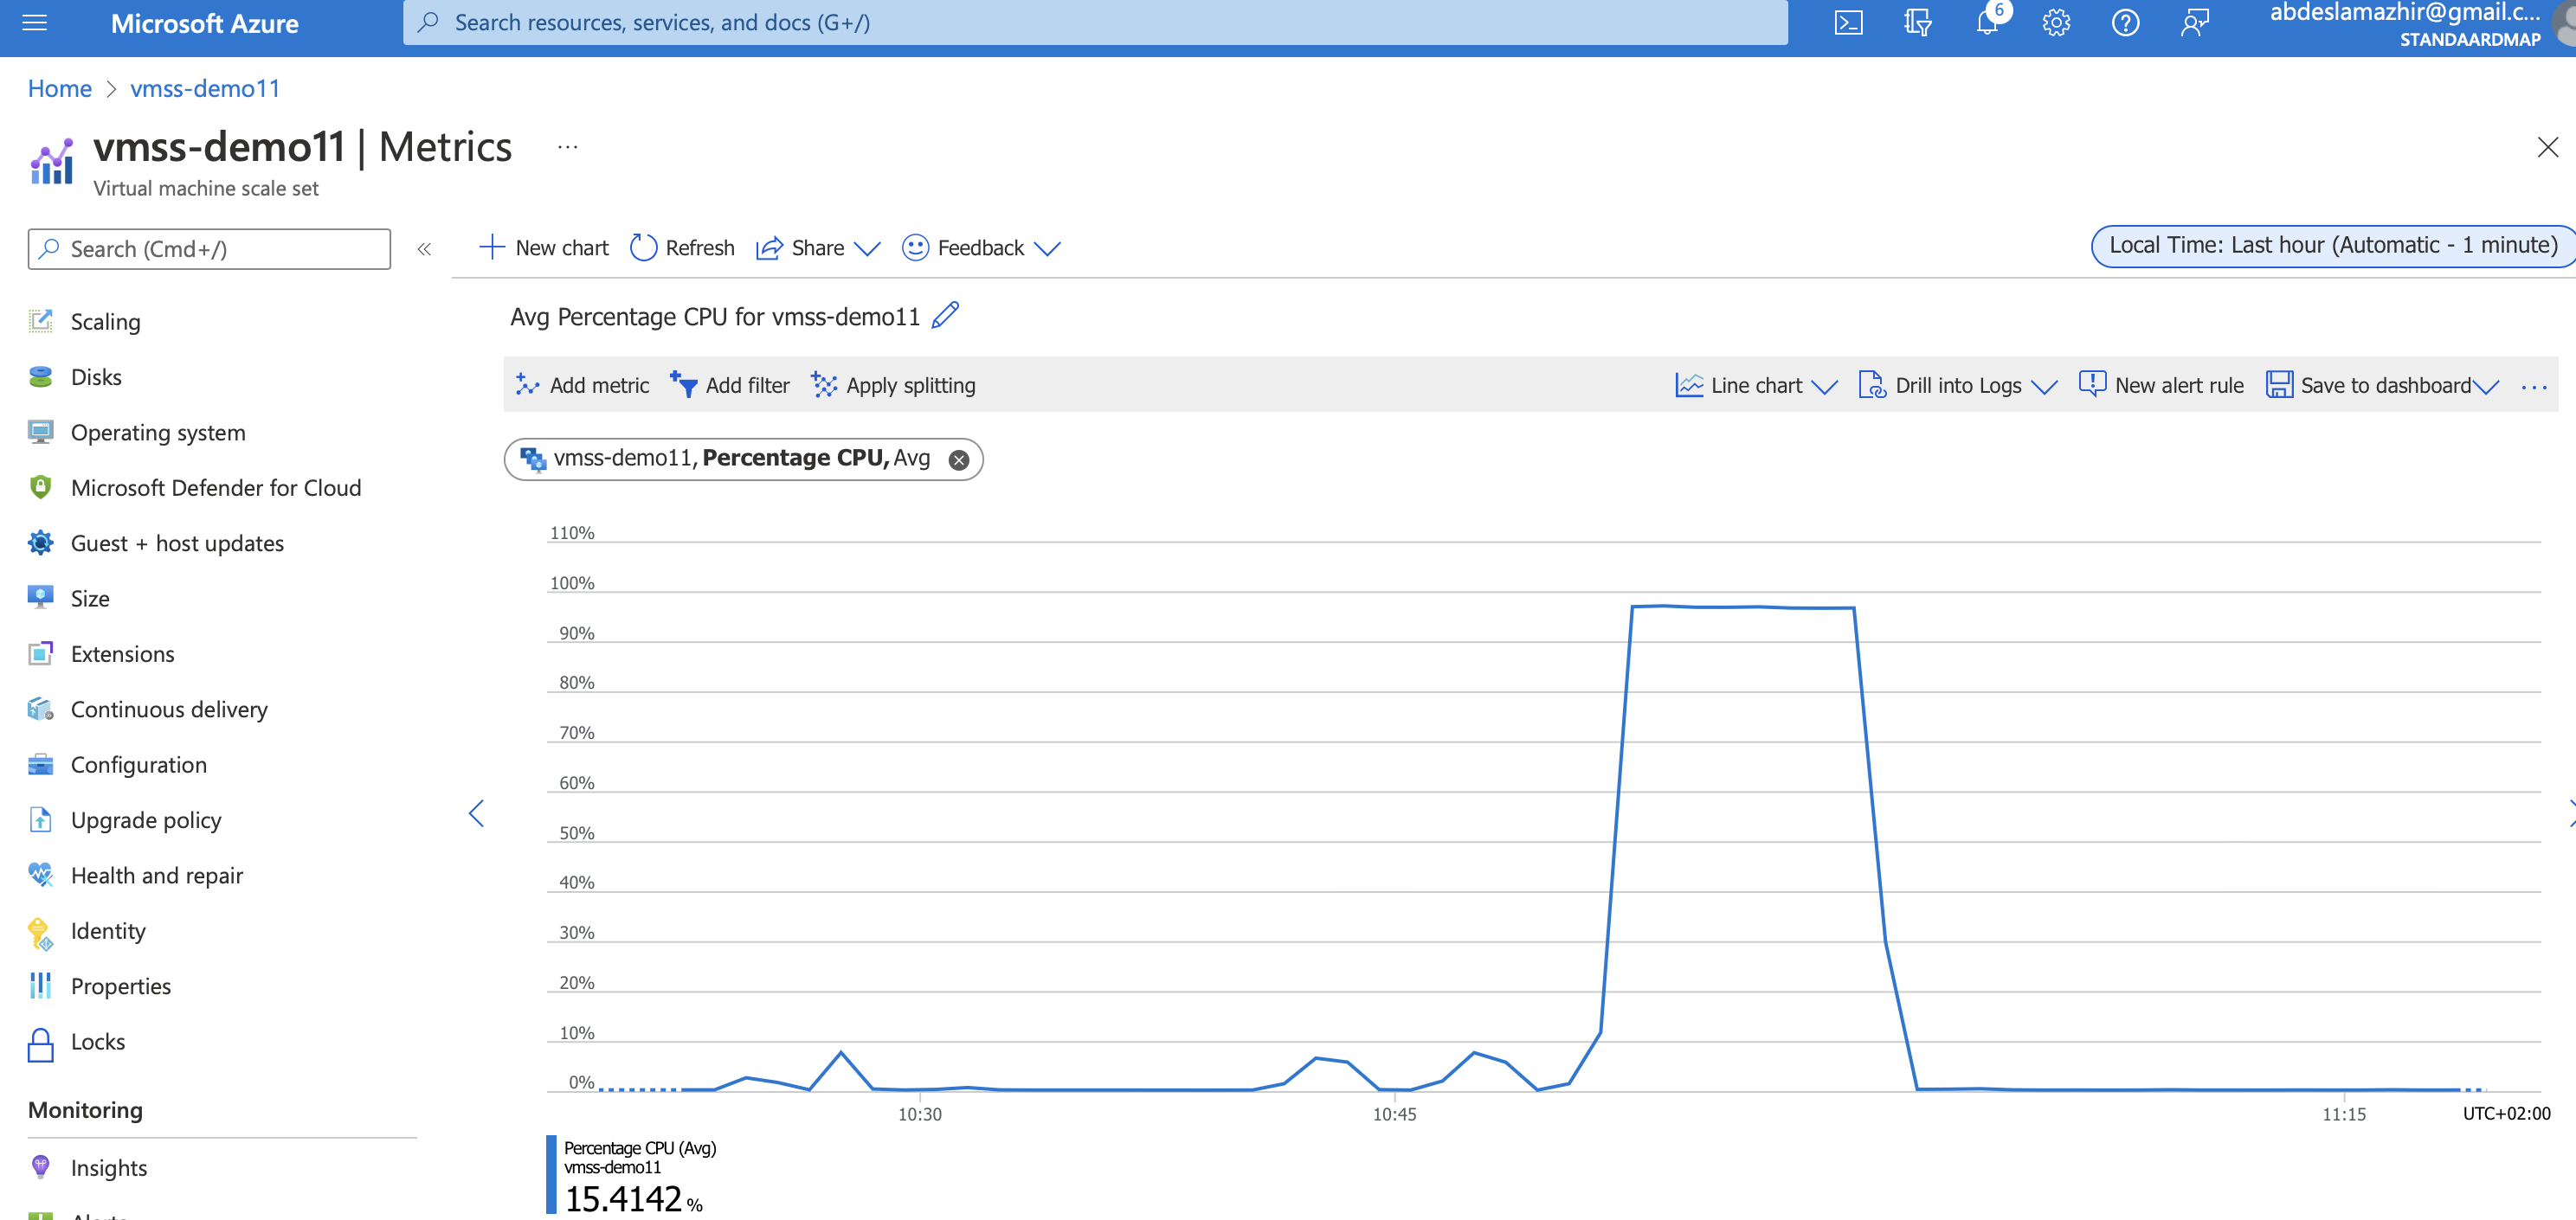 Microsoft Azure
Search resources, services, and docs (G+/)
6
abdeslamazhir@gmail.c...
STANDAARDMAP
Home > vmss-demo11
vmss-demo11 | Metrics ...
Virtual machine scale set
Search (Cmd+/)
«
New chart
Refresh
Share
Feedback
Local Time: Last hour (Automatic - 1 minute)
Scaling
Disks
Operating system
Microsoft Defender for Cloud
Guest + host updates
Size
Extensions
Continuous delivery
Configuration
Upgrade policy
Health and repair
Identity
Properties
Locks
Monitoring
Insights
Avg Percentage CPU for vmss-demo11
Add metric
Add filter
Apply splitting
Line chart
Drill into Logs
New alert rule
Save to dashboard
...
vmss-demo11, Percentage CPU, Avg
110%
100%
90%
80%
70%
60%
50%
40%
30%
20%
10%
0%
10:30
10:45
11:15
UTC+02:00
Percentage CPU (Avg)
vmss-demo11
15.4142 %